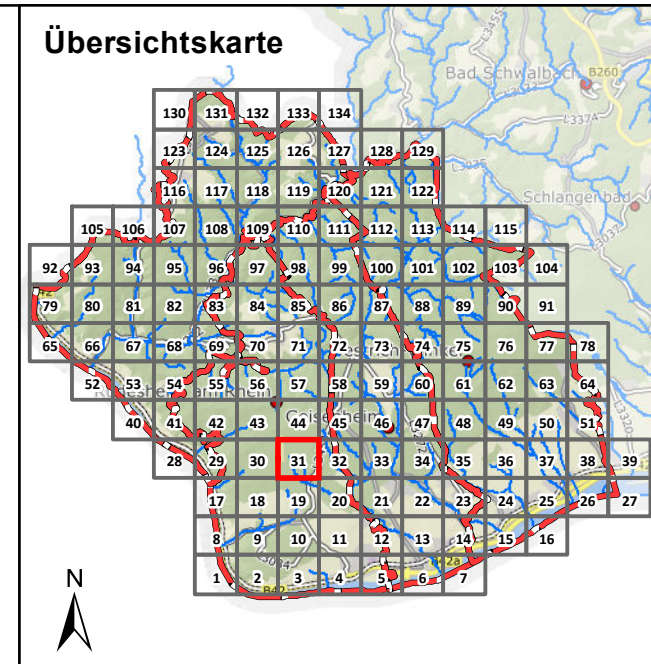 Übersichtskarte
L3455
Bad Schwalbach
B260
130 131 132 133 134
L3374
123 124 125 126 127 128 129
L3035
116 117 118 119 120 121 122
Schlangenbad
105 106 107 108 109 110 111 112 113 114 115
L3037
92 93 94 95 96 97 98 99 100 101 102 103 104
79 80 81 82 83 84 85 86 87 88 89 90 91
65 66 67 68 69 70 71 72 73 74 75 76 77 78
52 53 54 55 56 57 58 59 60 61 62 63 64
40 41 42 43 44 45 46 47 48 49 50 51
Geisenheim
L3320
28 29 30 31 32 33 34 35 36 37 38 39
17 18 19 20 21 22 23 24 25 26 27
8 9 10 11 12 13 14 15 16
L3034
B42a
1 2 3 4 5 6 7
B42
N